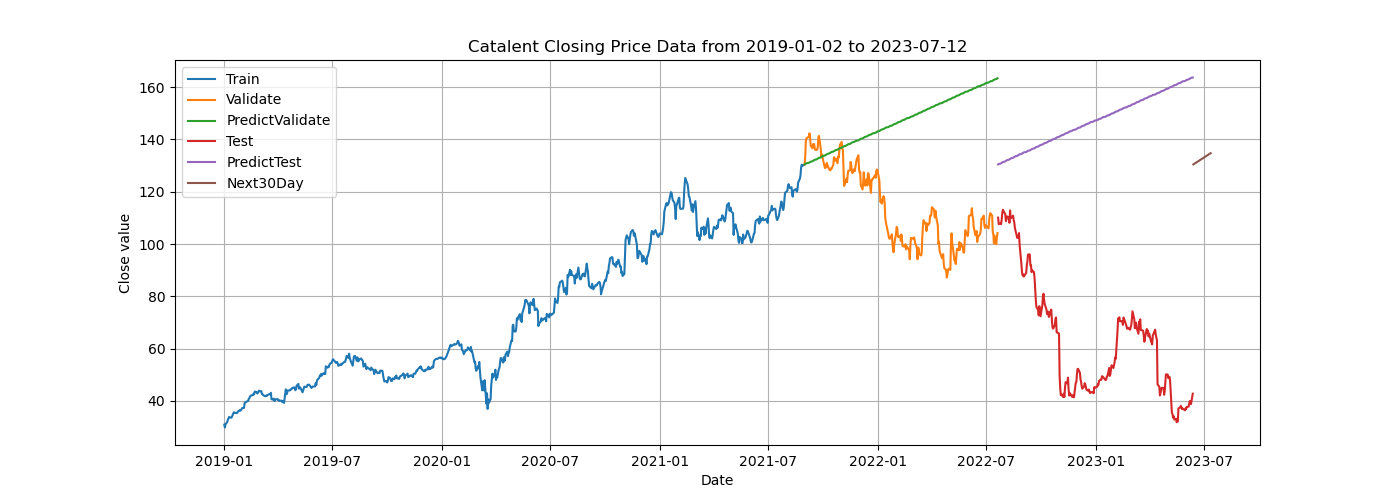 Catalent Closing Price Data from 2019-01-02 to 2023-07-12
Train
Validate
PredictValidate
Test
PredictTest
Next30Day
Close value
160
140
120
100
80
60
40
2019-01 2019-07 2020-01 2020-07 2021-01 2021-07 2022-01 2022-07 2023-01 2023-07
Date